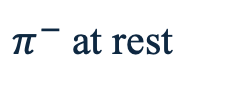 π⁻ at rest